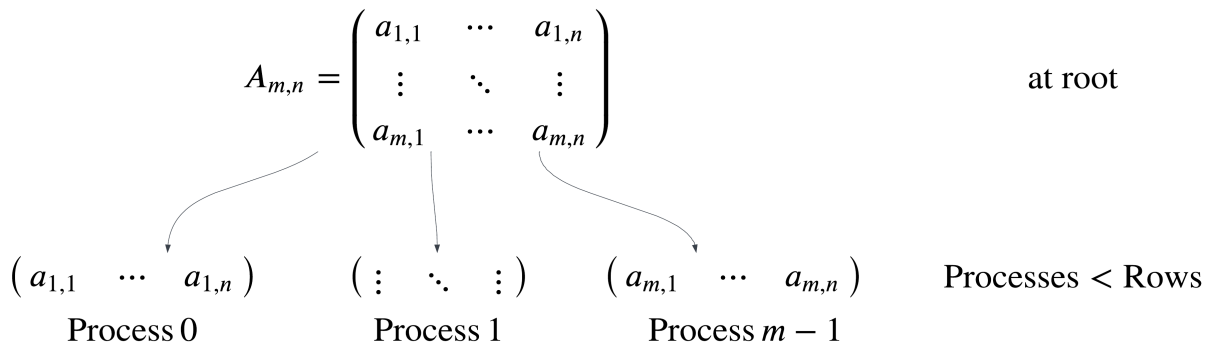 A_{m,n} = ( a_{1,1} ⋯ a_{1,n}
⋮ ⋱ ⋮
a_{m,1} ⋯ a_{m,n} ) at root
( a_{1,1} ⋯ a_{1,n} ) ( ⋮ ⋱ ⋮ ) ( a_{m,1} ⋯ a_{m,n} ) Processes < Rows
Process 0 Process 1 Process m − 1